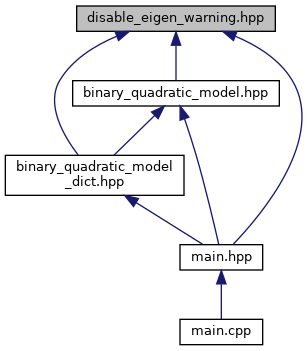 disable_eigen_warning.hpp
binary_quadratic_model.hpp
binary_quadratic_model
_dict.hpp
main.hpp
main.cpp